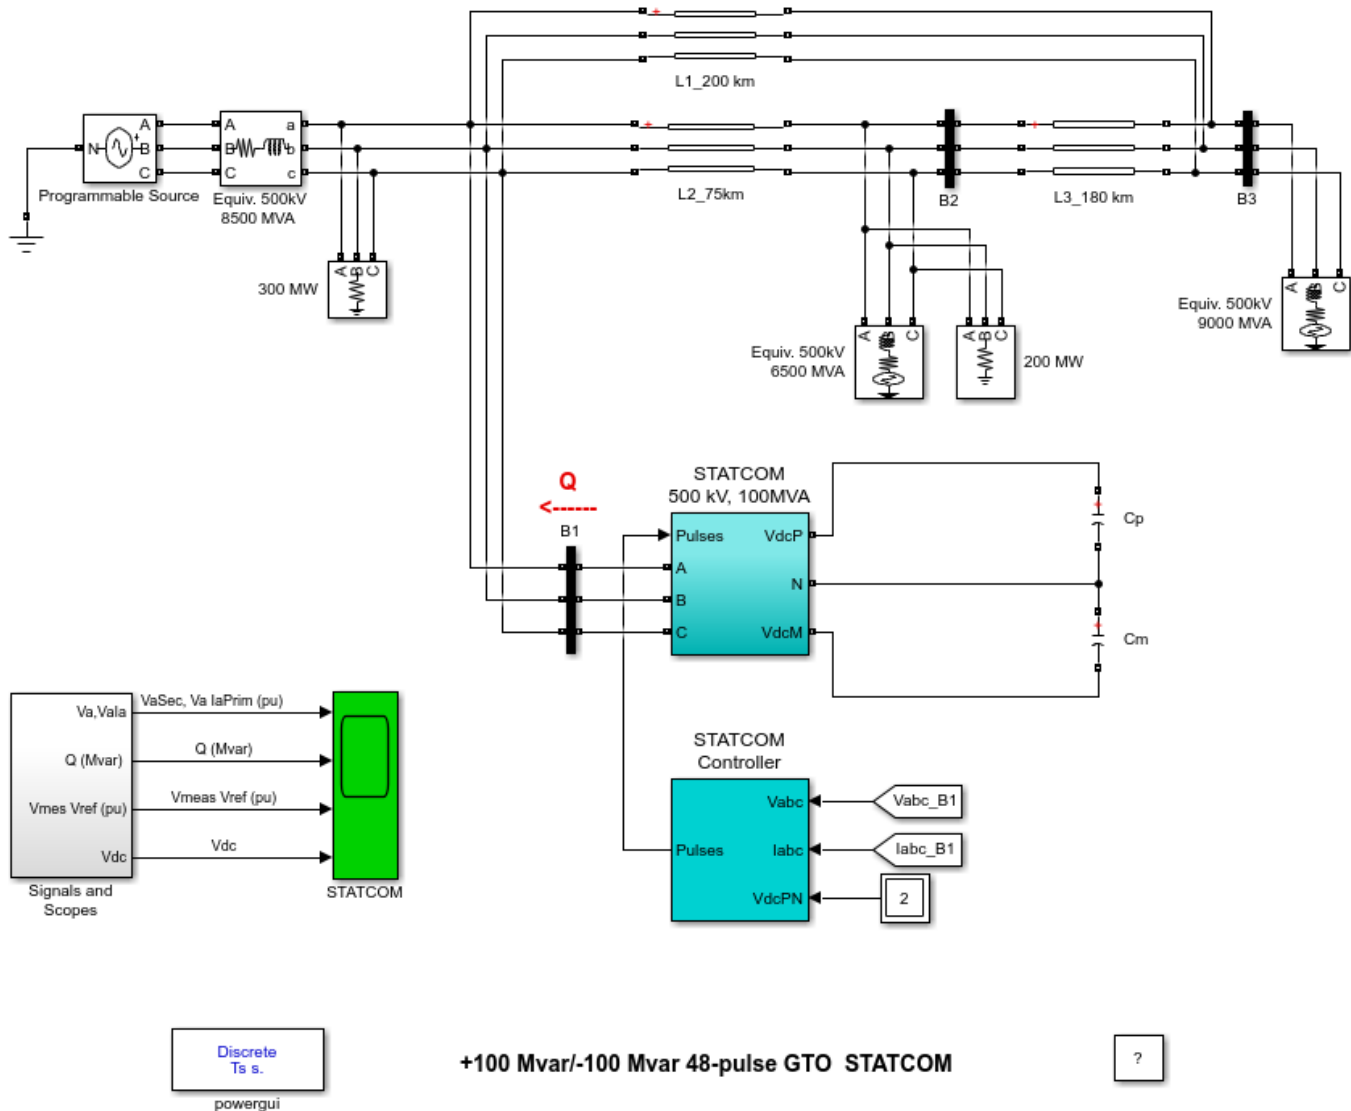 L1_200 km
N
A
B
C
A
B
C
a
b
c
Programmable Source
Equiv. 500kV
8500 MVA
L2_75km
B2
L3_180 km
B3
A
B
C
300 MW
A
B
C
Equiv. 500kV
6500 MVA
A
B
C
200 MW
A
B
C
Equiv. 500kV
9000 MVA
Q
<------
B1
STATCOM
500 kV, 100MVA
Pulses
A
B
C
VdcP
N
VdcM
Cp
Cm
Va,VaIa
Q (Mvar)
Vmes Vref (pu)
Vdc
VaSec, Va IaPrim (pu)
Q (Mvar)
Vmeas Vref (pu)
Vdc
Signals and
Scopes
STATCOM
STATCOM
Controller
Pulses
Vabc
Iabc
VdcPN
Vabc_B1
Iabc_B1
2
Discrete
Ts s.
powergui
+100 Mvar/-100 Mvar 48-pulse GTO  STATCOM
?